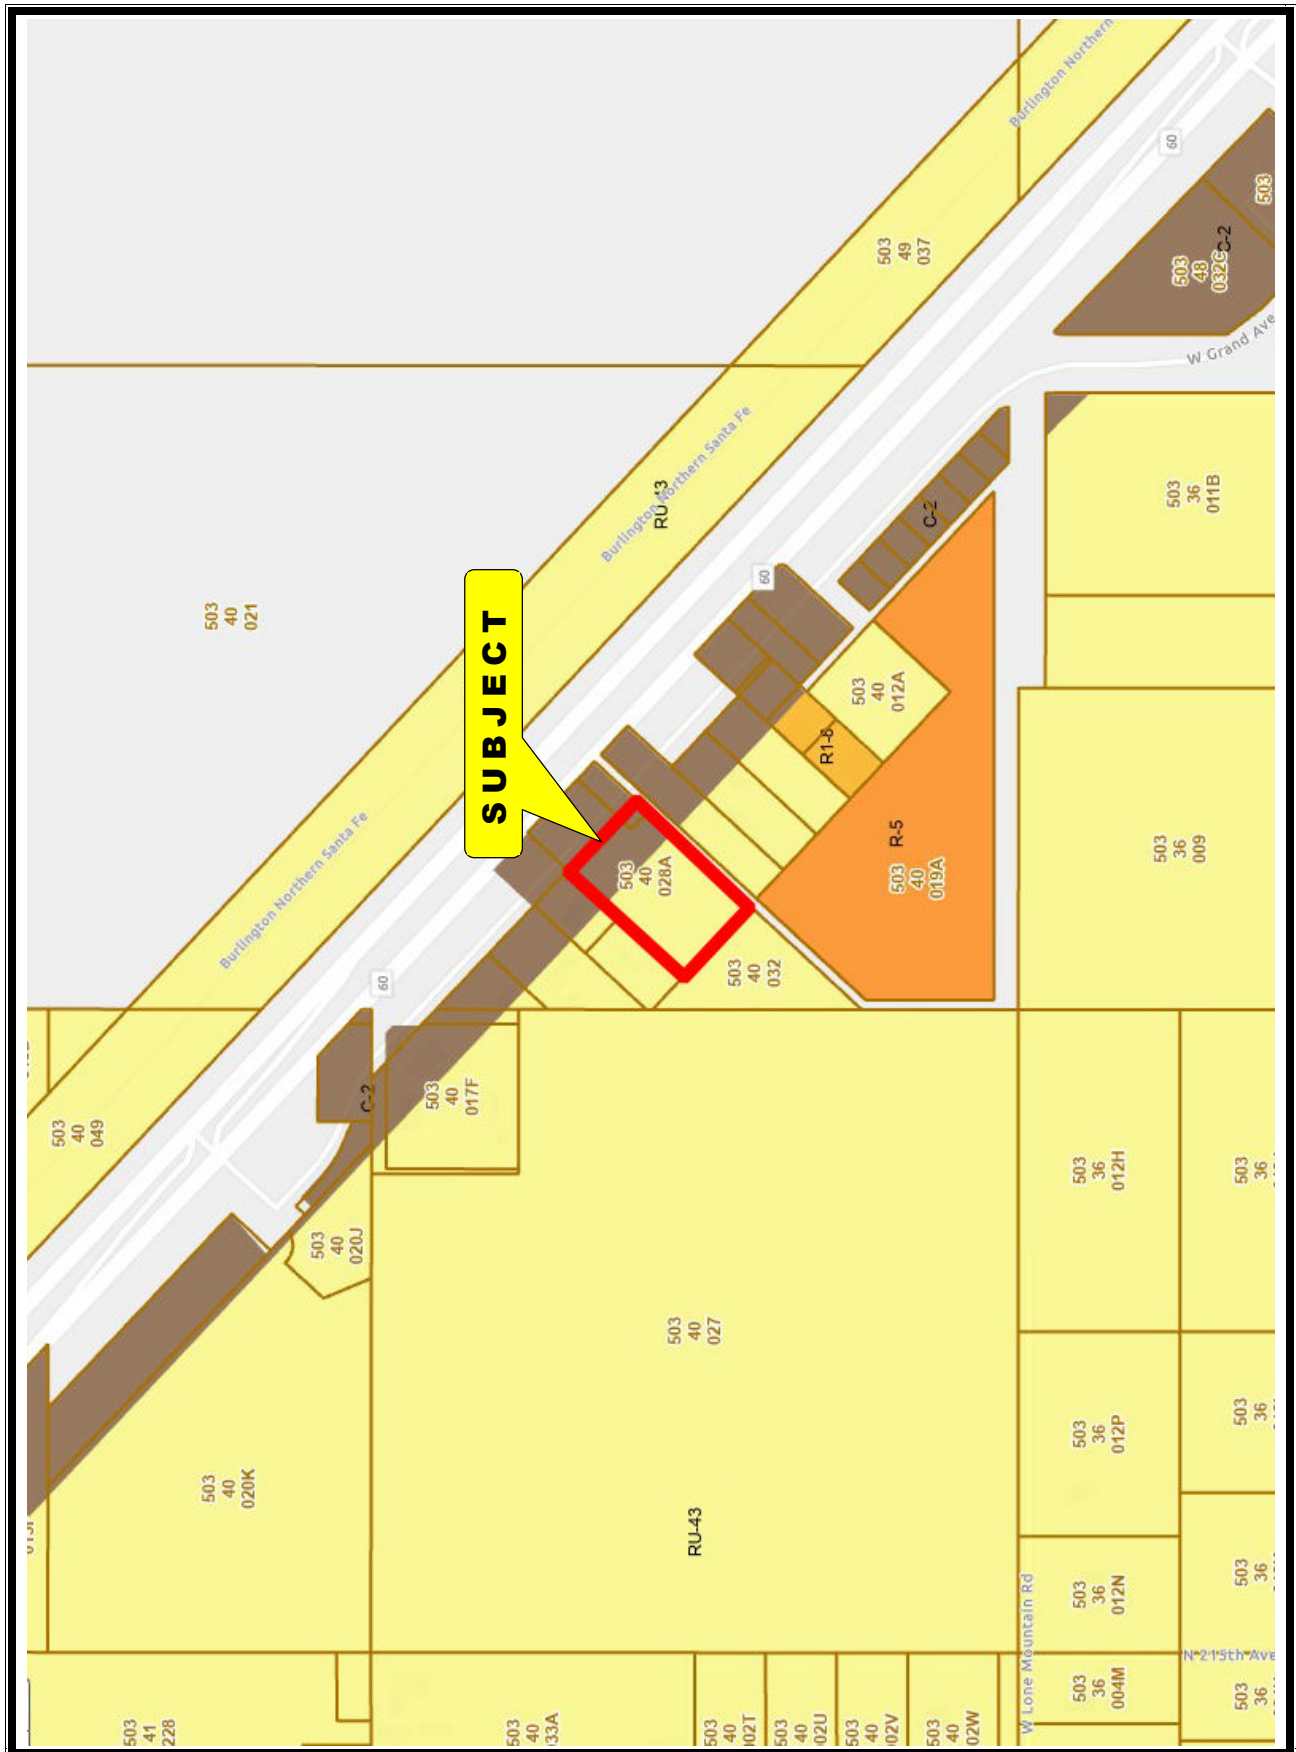 Burlington Northern
60
503
49
037
503
48
032C
C-2
503
W Grand Ave
Burlington Northern Santa Fe
RU-43
503
40
021
SUBJECT
60
C-2
503
36
011B
503
40
012A
R1-8
R-5
503
40
019A
503
36
009
503
40
028A
503
40
032
Burlington Northern Santa Fe
60
503
40
049
C-2
503
40
017F
503
40
020J
503
40
027
503
36
012H
503
36
503
40
020K
RU-43
503
36
012P
503
36
503
36
012N
503
36
W Lone Mountain Rd
N 215th Ave
503
36
004M
503
36
503
41
228
503
40
033A
503
40
02T
503
40
02U
503
40
02V
503
40
02W